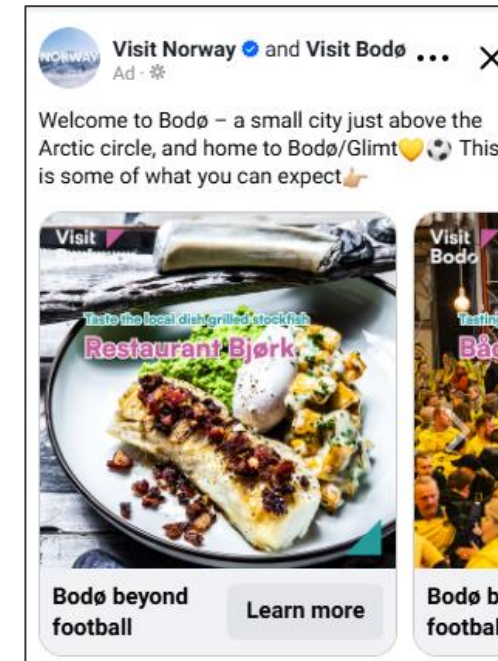 NORWAY
Visit Norway and Visit Bodø ...
Ad ·
Welcome to Bodø – a small city just above the
Arctic circle, and home to Bodø/Glimt💛⚽ This
is some of what you can expect👉🏼
Visit
Taste the local dish grilled stockfish
Restaurant Bjørk
Bodø beyond
football
Learn more
Visit
Bodø